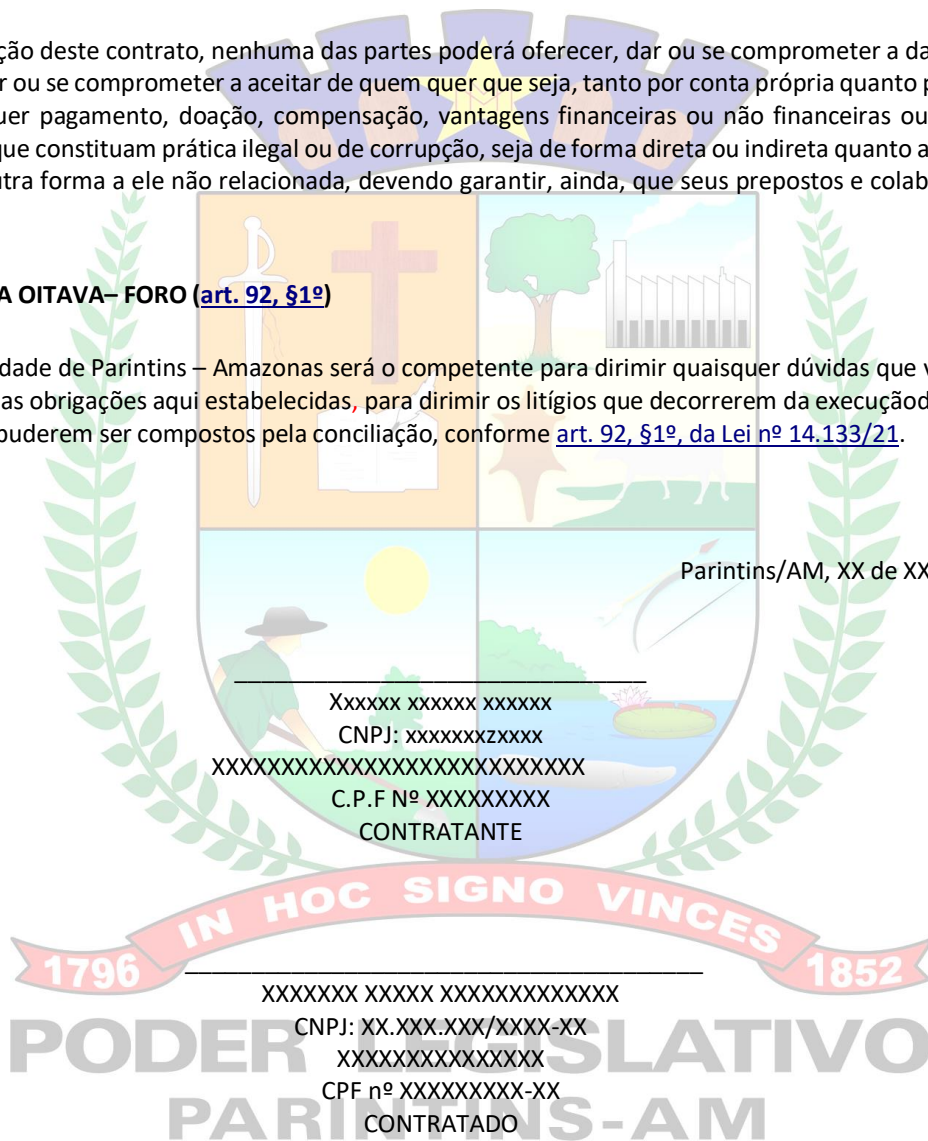 ção deste contrato, nenhuma das partes poderá oferecer, dar ou se comprometer a da
r ou se comprometer a aceitar de quem quer que seja, tanto por conta própria quanto p
uer pagamento, doação, compensação, vantagens financeiras ou não financeiras ou
que constituam prática ilegal ou de corrupção, seja de forma direta ou indireta quanto a
utra forma a ele não relacionada, devendo garantir, ainda, que seus prepostos e colab
A OITAVA– FORO (art. 92, §1º)
dade de Parintins – Amazonas será o competente para dirimir quaisquer dúvidas que v
as obrigações aqui estabelecidas, para dirimir os litígios que decorrerem da execuçãod
puderem ser compostos pela conciliação, conforme art. 92, §1º, da Lei nº 14.133/21.
Parintins/AM, XX de XX
Xxxxxx xxxxxx xxxxxx
CNPJ: xxxxxxxzxxxx
XXXXXXXXXXXXXXXXXXXXXXXXXXX
C.P.F Nº XXXXXXXXX
CONTRATANTE
IN HOC SIGNO VINCES
1796
1852
XXXXXXX XXXXX XXXXXXXXXXXXX
CNPJ: XX.XXX.XXX/XXXX-XX
XXXXXXXXXXXXXXX
CPF nº XXXXXXXXX-XX
CONTRATADO
PODER LEGISLATIVO
PARINTINS-AM